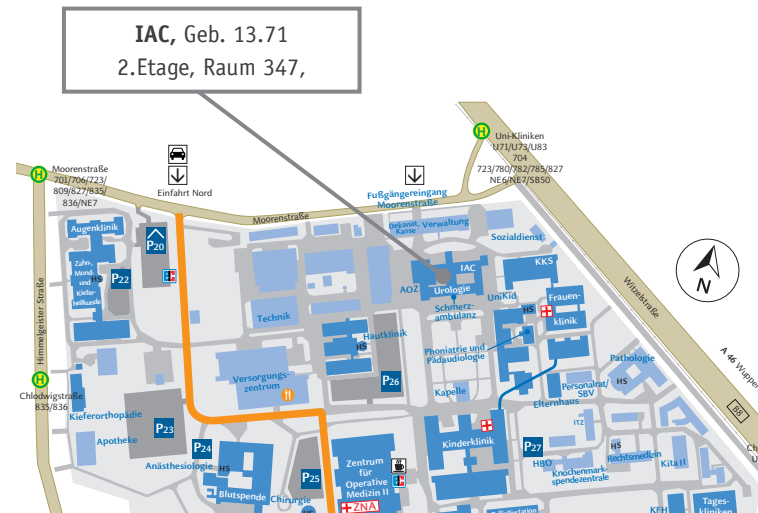 IAC, Geb. 13.71
2.Etage, Raum 347,
H
Uni-Kliniken
U71/U73/U83
704
723/780/782/785/827
NE6/NE7/SB50
H
Moorenstraße
701/706/723/
809/827/835/
836/NE7
Einfahrt Nord
Fußgängereingang
Moorenstraße
Moorenstraße
Dekanat,
Kasse
Verwaltung
Sozialdienst
Augenklinik
P20
Zahn-,
Mund-
und
Kiefer-
heilkunde
HS
P22
IAC
KKS
AOZ
Urologie
UniKid
Schmerz-
ambulanz
Frauen-
klinik
HS
N
Witzelstraße
Himmelgeister Straße
Technik
Hautklinik
HS
Phoniatrie und
Pädaudiologie
Pathologie
HS
A 46 Wupper
B8
Versorgungs-
zentrum
P26
Kapelle
Personalrat/
SBV
Elternhaus
H
Chlodwigstraße
835/836
Kieferorthopädie
P23
Apotheke
P24
Kinderklinik
P27
ITZ
HS
Rechtsmedizin
HBO
Knochenmark-
spendezentrale
Kita II
Anästhesiologie
HS
Blutspende
Chirurgie
P25
Zentrum
für
Operative
Medizin II
ZNA
KFH
Tages-
kliniken